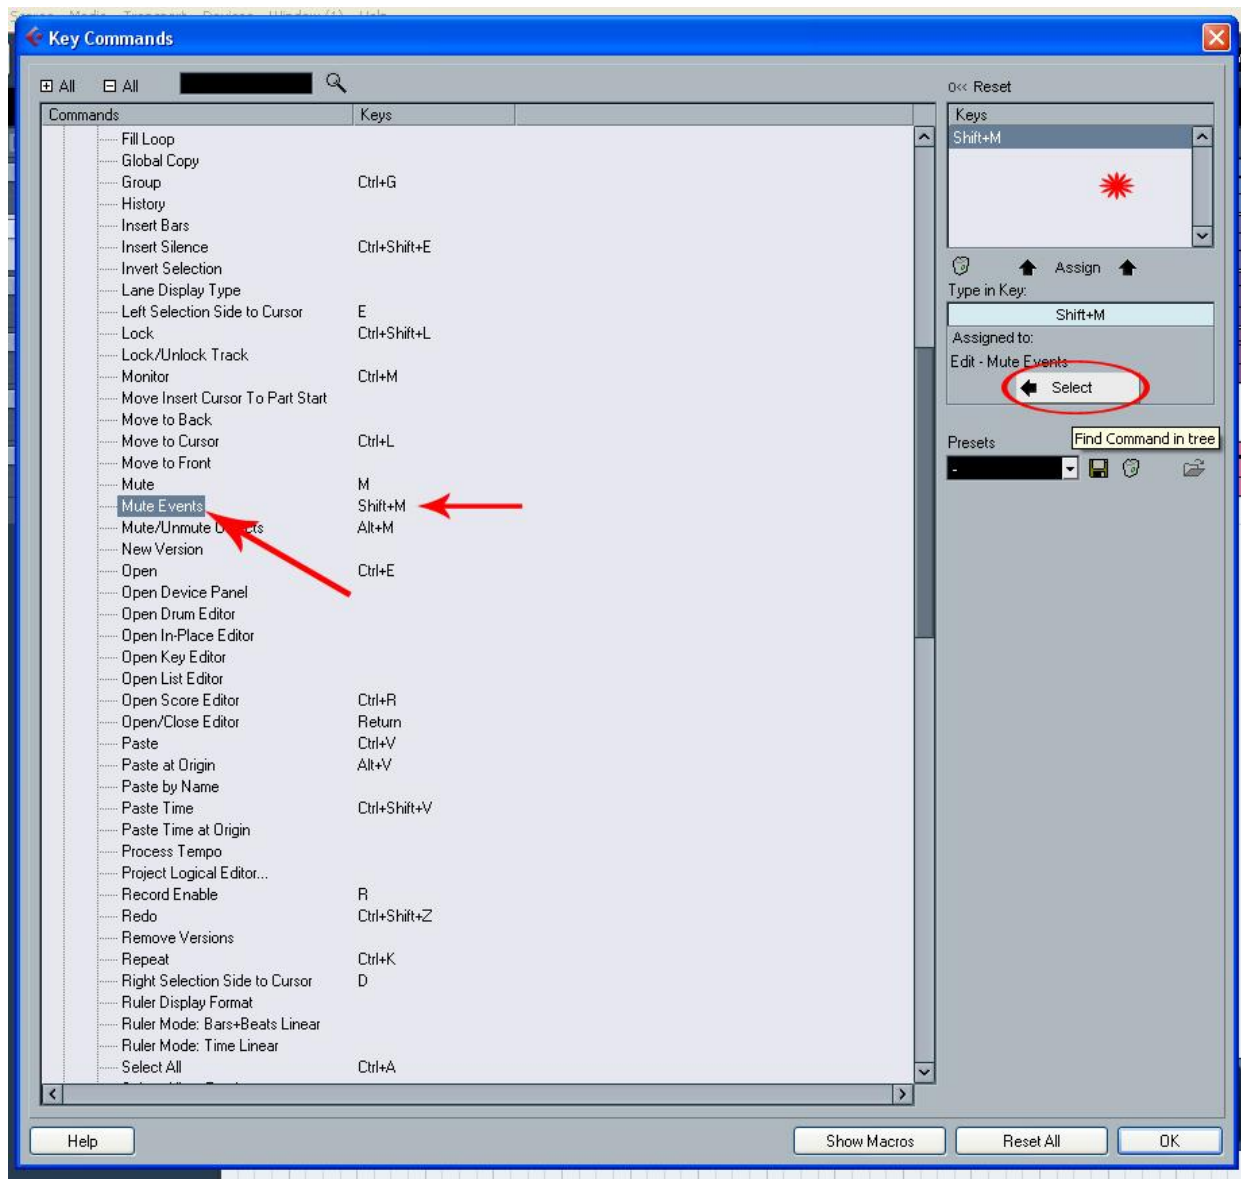 Key Commands
All
All
0<< Reset
Commands Keys
Keys
Fill Loop
Shift+M
Global Copy
Group Ctrl+G
History
Insert Bars
Insert Silence Ctrl+Shift+E
Invert Selection
Assign
Lane Display Type
Type in Key:
Left Selection Side to Cursor E
Shift+M
Lock Ctrl+Shift+L
Assigned to:
Lock/Unlock Track
Edit - Mute Events
Monitor Ctrl+M
Select
Move Insert Cursor To Part Start
Move to Back
Move to Cursor Ctrl+L
Presets
Find Command in tree
Move to Front
-
Mute M
Mute Events Shift+M
Mute/Unmute Alt+M
New Version
Open Ctrl+E
Open Device Panel
Open Drum Editor
Open In-Place Editor
Open Key Editor
Open List Editor
Open Score Editor Ctrl+R
Open/Close Editor Return
Paste Ctrl+V
Paste at Origin Alt+V
Paste by Name
Paste Time Ctrl+Shift+V
Paste Time at Origin
Process Tempo
Project Logical Editor...
Record Enable R
Redo Ctrl+Shift+Z
Remove Versions
Repeat Ctrl+K
Right Selection Side to Cursor D
Ruler Display Format
Ruler Mode: Bars+Beats Linear
Ruler Mode: Time Linear
Select All Ctrl+A
Help
Show Macros
Reset All
OK